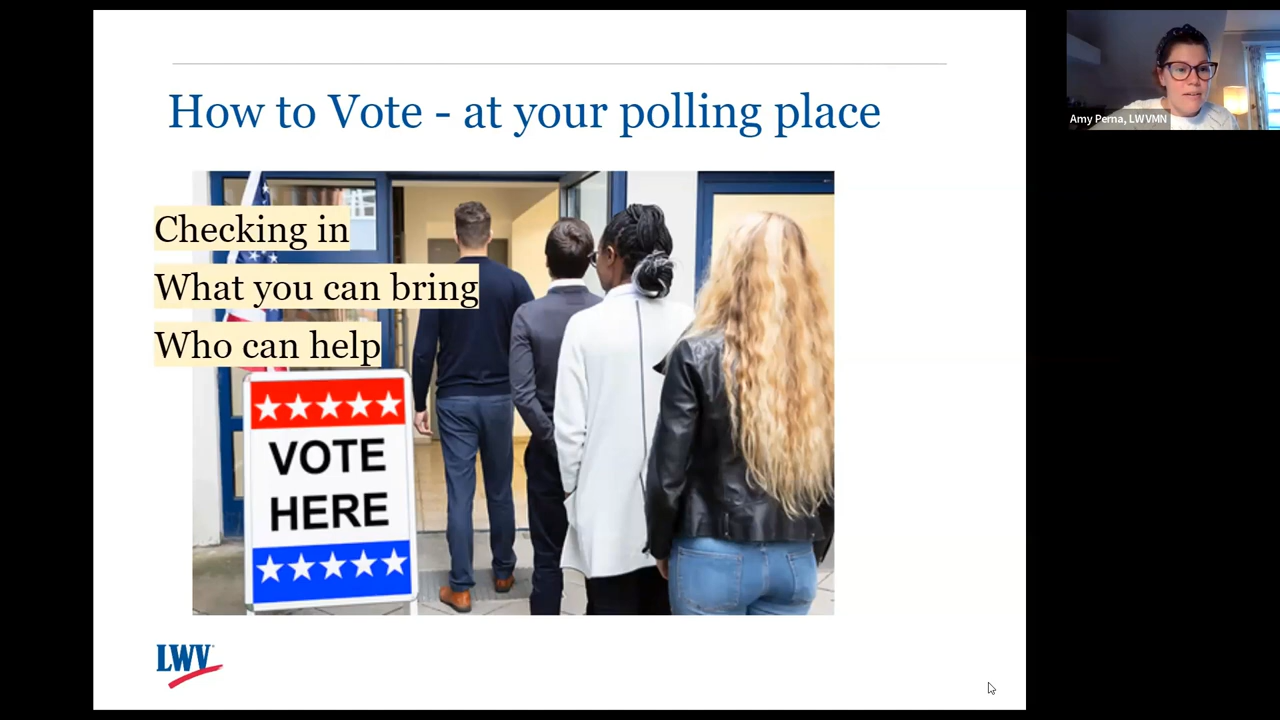 How to Vote - at your polling place
Checking in
What you can bring
Who can help
VOTE
HERE
LWV
Amy Perna, LWVMN